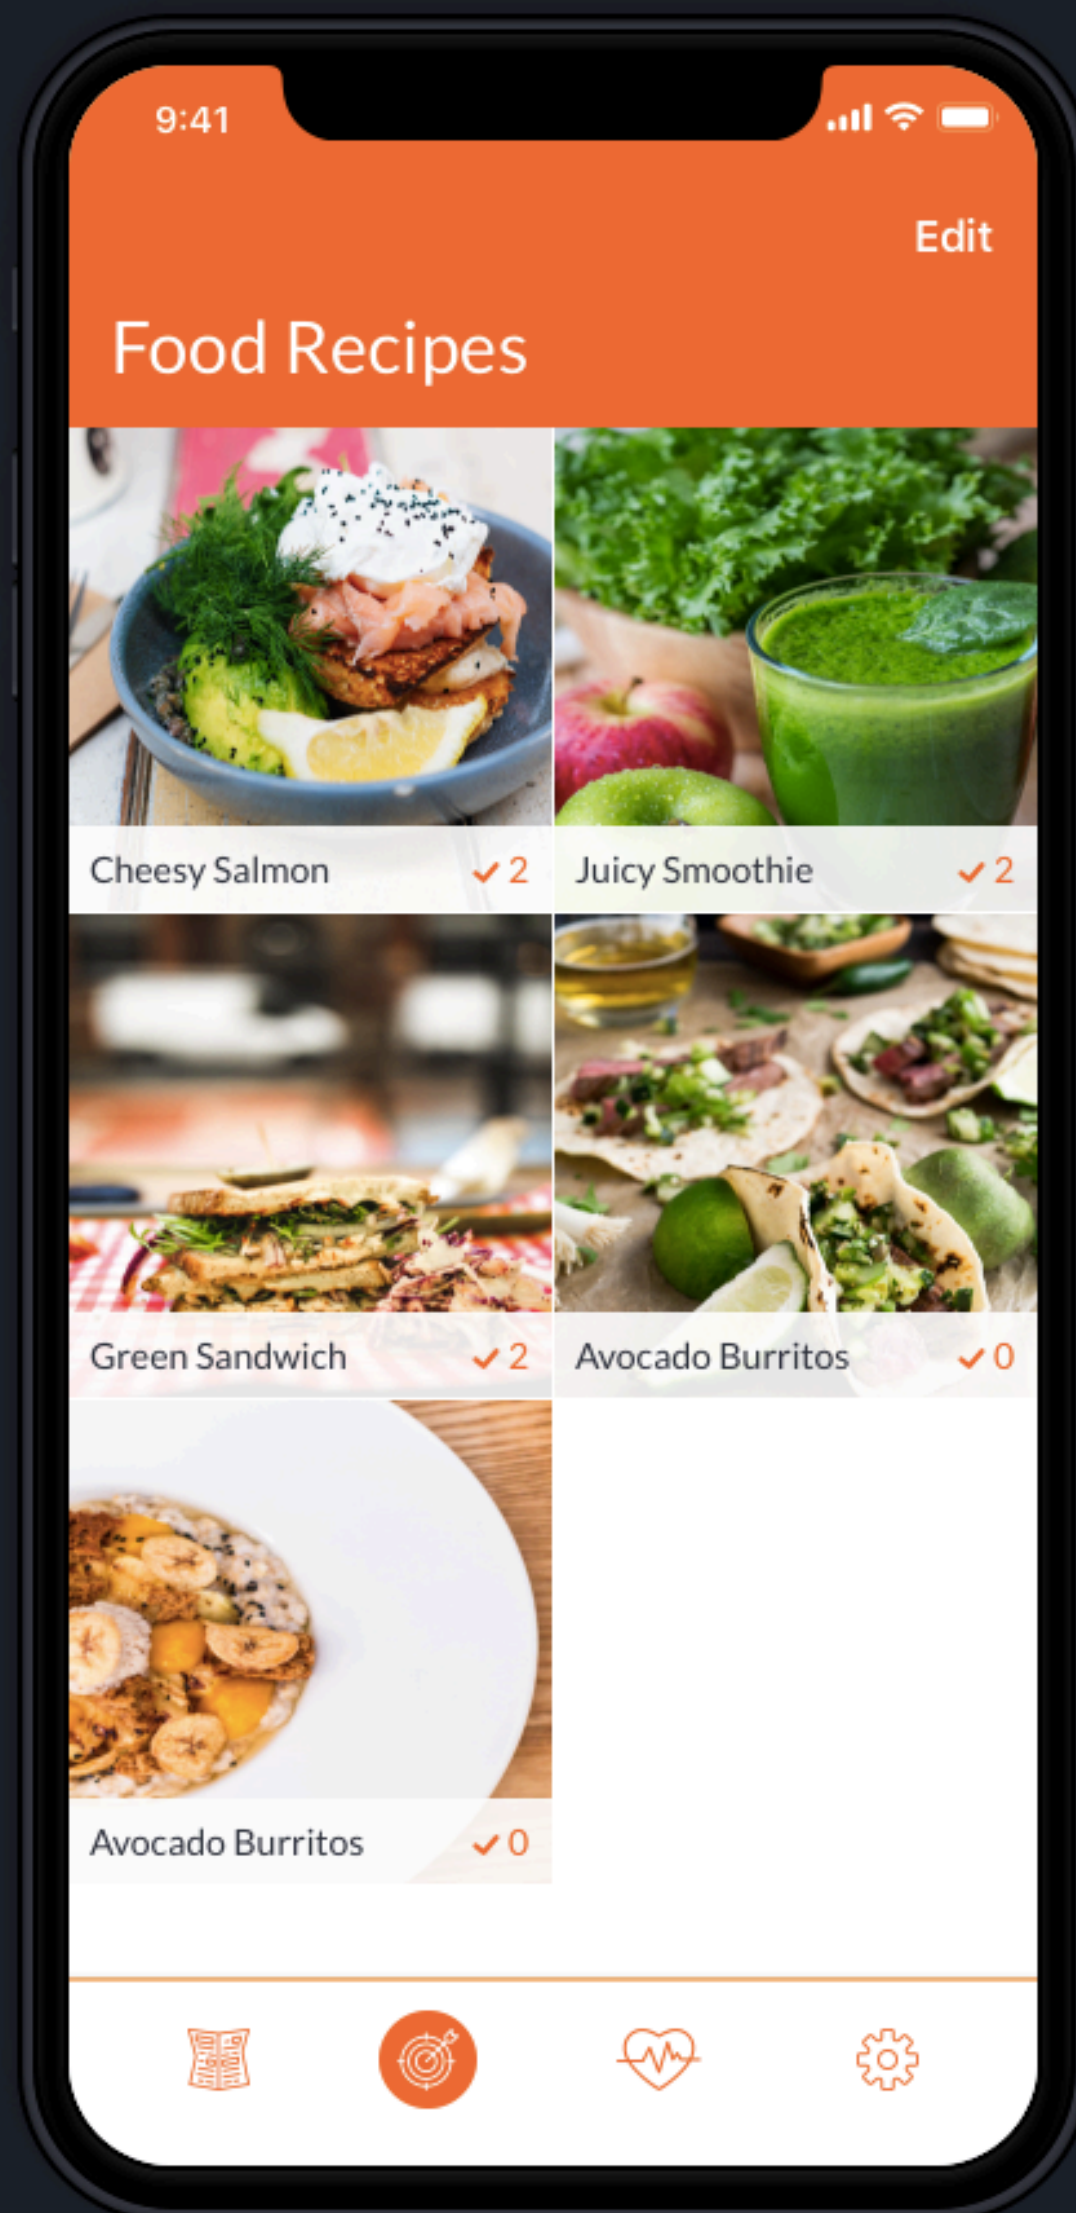 9:41
Edit
Food Recipes
Cheesy Salmon 2
Juicy Smoothie 2
Green Sandwich 2
Avocado Burritos 0
Avocado Burritos 0